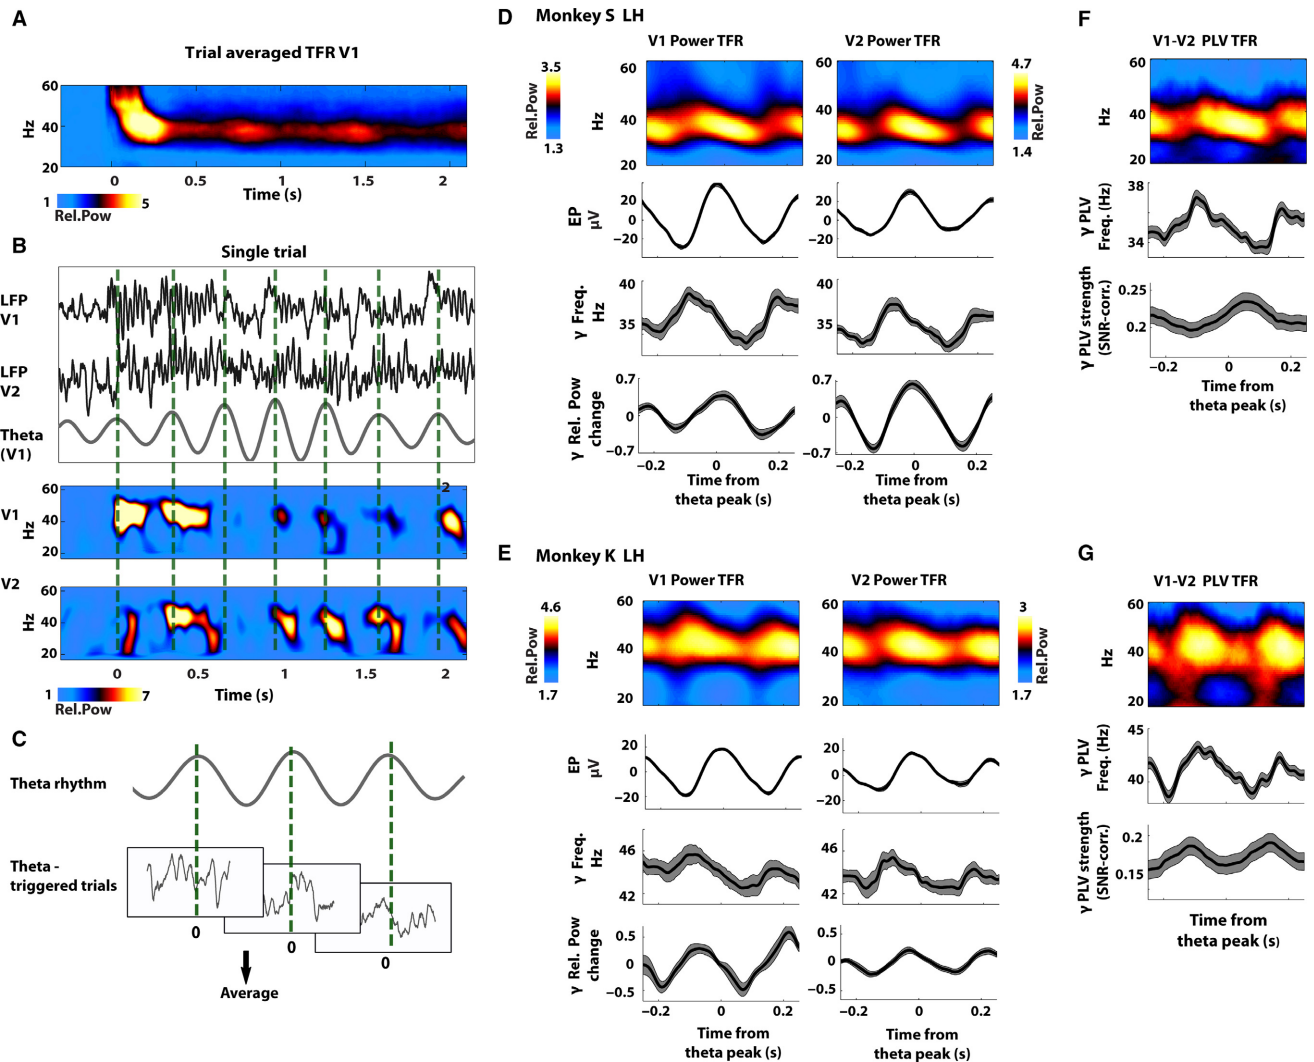 A
Trial averaged TFR V1
60
Hz
40
20
0
0.5
1
1.5
2
Time (s)
1
5
Rel.Pow
B
Single trial
LFP
V1
LFP
V2
Theta
(V1)
2
V1
Hz
60
40
20
V2
Hz
60
40
20
0
1
2
Time (s)
1
7
Rel.Pow
C
Theta rhythm
Theta -
triggered trials
0
0
0
Average
D
Monkey S LH
V1 Power TFR
V2 Power TFR
3.5
Rel.Pow
1.3
Hz
60
40
20
60
40
20
4.7
Rel.Pow
1.4
EP
μV
20
0
−20
20
0
−20
γ Freq.
Hz
40
35
40
35
γ Rel. Pow
change
0.7
0
−0.7
0.7
0
−0.7
−0.2
0
0.2
−0.2
0
0.2
Time from
theta peak (s)
Time from
theta peak (s)
E
Monkey K LH
V1 Power TFR
V2 Power TFR
4.6
Rel.Pow
1.7
Hz
60
40
20
60
40
20
3
Rel.Pow
1.7
EP
μV
20
0
−20
20
0
−20
γ Freq.
Hz
46
42
46
42
γ Rel. Pow
change
0.5
0
−0.5
0.5
0
−0.5
−0.2
0
0.2
−0.2
0
0.2
Time from
theta peak (s)
Time from
theta peak (s)
F
V1-V2 PLV TFR
Hz
60
40
20
γ PLV
Freq. (Hz)
38
34
γ PLV strength
(SNR-corr.)
0.25
0.2
−0.2
0
0.2
Time from
theta peak (s)
G
V1-V2 PLV TFR
Hz
60
40
20
γ PLV
Freq. (Hz)
45
40
γ PLV strength
(SNR-corr.)
0.2
0.15
Time from
theta peak (s)